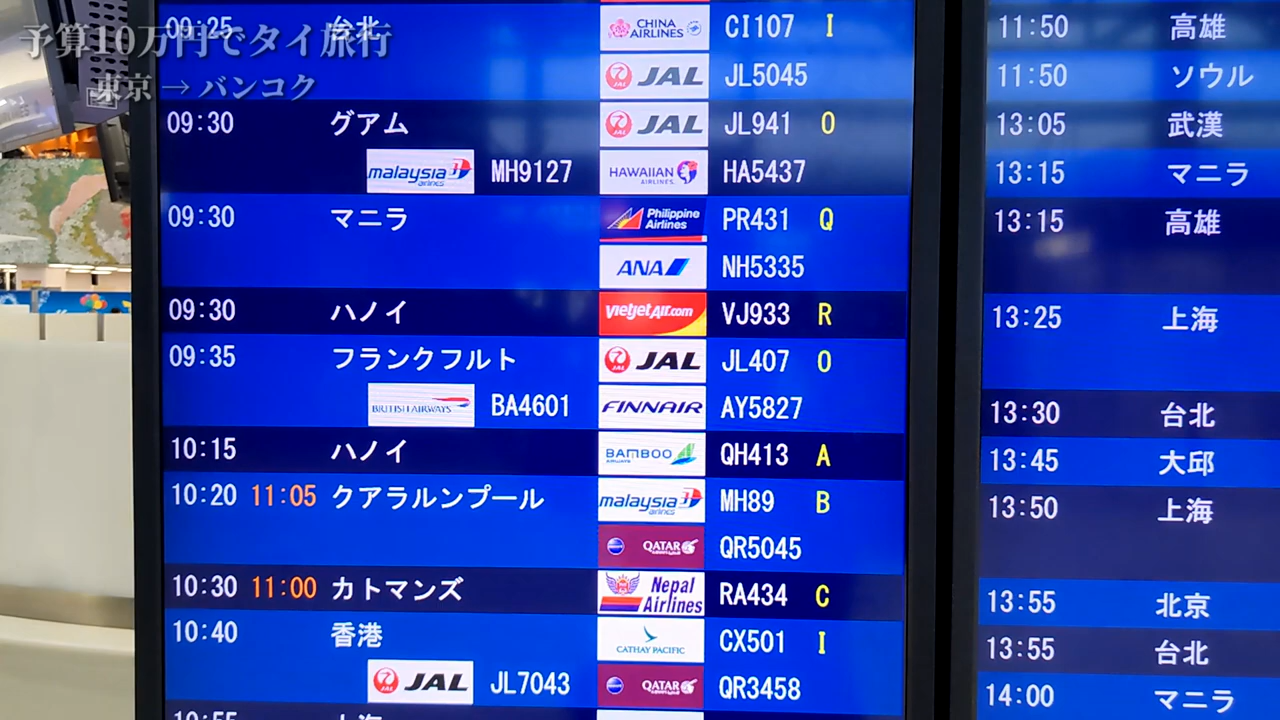 予算10万円でタイ旅行
東京 → バンコク
09:25 台北 CHINA AIRLINES CI107 I
JAL JL5045
09:30 グアム JAL JL941 O
malaysia airlines MH9127 HAWAIIAN AIRLINES HA5437
09:30 マニラ Philippine Airlines PR431 Q
ANA NH5335
09:30 ハノイ vietjetAir.com VJ933 R
09:35 フランクフルト JAL JL407 O
BRITISH AIRWAYS BA4601 FINNAIR AY5827
10:15 ハノイ BAMBOO AIRWAYS QH413 A
10:20 11:05 クアラルンプール malaysia airlines MH89 B
QATAR QR5045
10:30 11:00 カトマンズ Nepal Airlines RA434 C
10:40 香港 CATHAY PACIFIC CX501 I
JAL JL7043 QATAR QR3458
10:55 上海
11:50 高雄
11:50 ソウル
13:05 武漢
13:15 マニラ
13:15 高雄
13:25 上海
13:30 台北
13:45 大邱
13:50 上海
13:55 北京
13:55 台北
14:00 マニラ